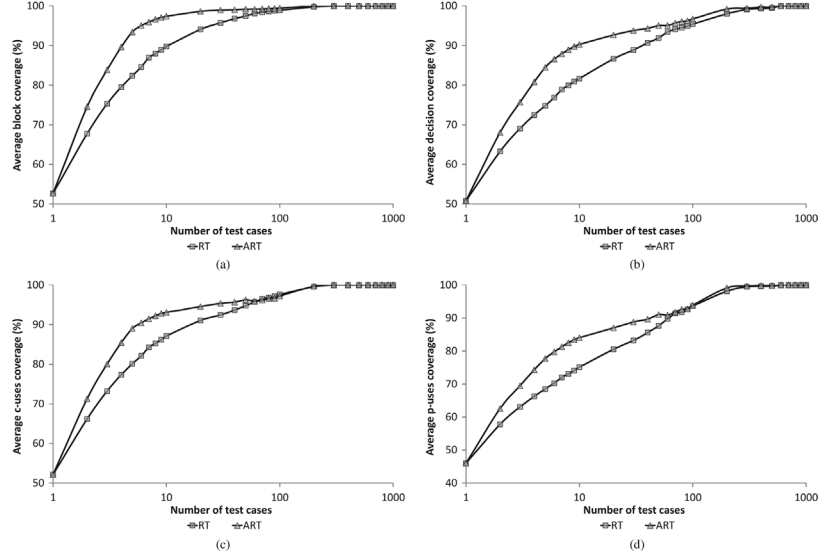 Average block coverage (%)
100
90
80
70
60
50
1 10 100 1000
Number of test cases
RT ART
(a)
Average decision coverage (%)
100
90
80
70
60
50
1 10 100 1000
Number of test cases
RT ART
(b)
Average c-uses coverage (%)
100
90
80
70
60
50
1 10 100 1000
Number of test cases
RT ART
(c)
Average p-uses coverage (%)
100
90
80
70
60
50
40
1 10 100 1000
Number of test cases
RT ART
(d)